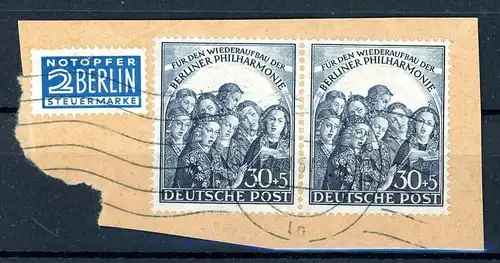 NOTOPFER
2 BERLIN
STEUERMARKE
FÜR DEN WIEDERAUFBAU DER
BERLINER PHILHARMONIE
30+5
DEUTSCHE POST
FÜR DEN WIEDERAUFBAU DER
BERLINER PHILHARMONIE
30+5
DEUTSCHE POST